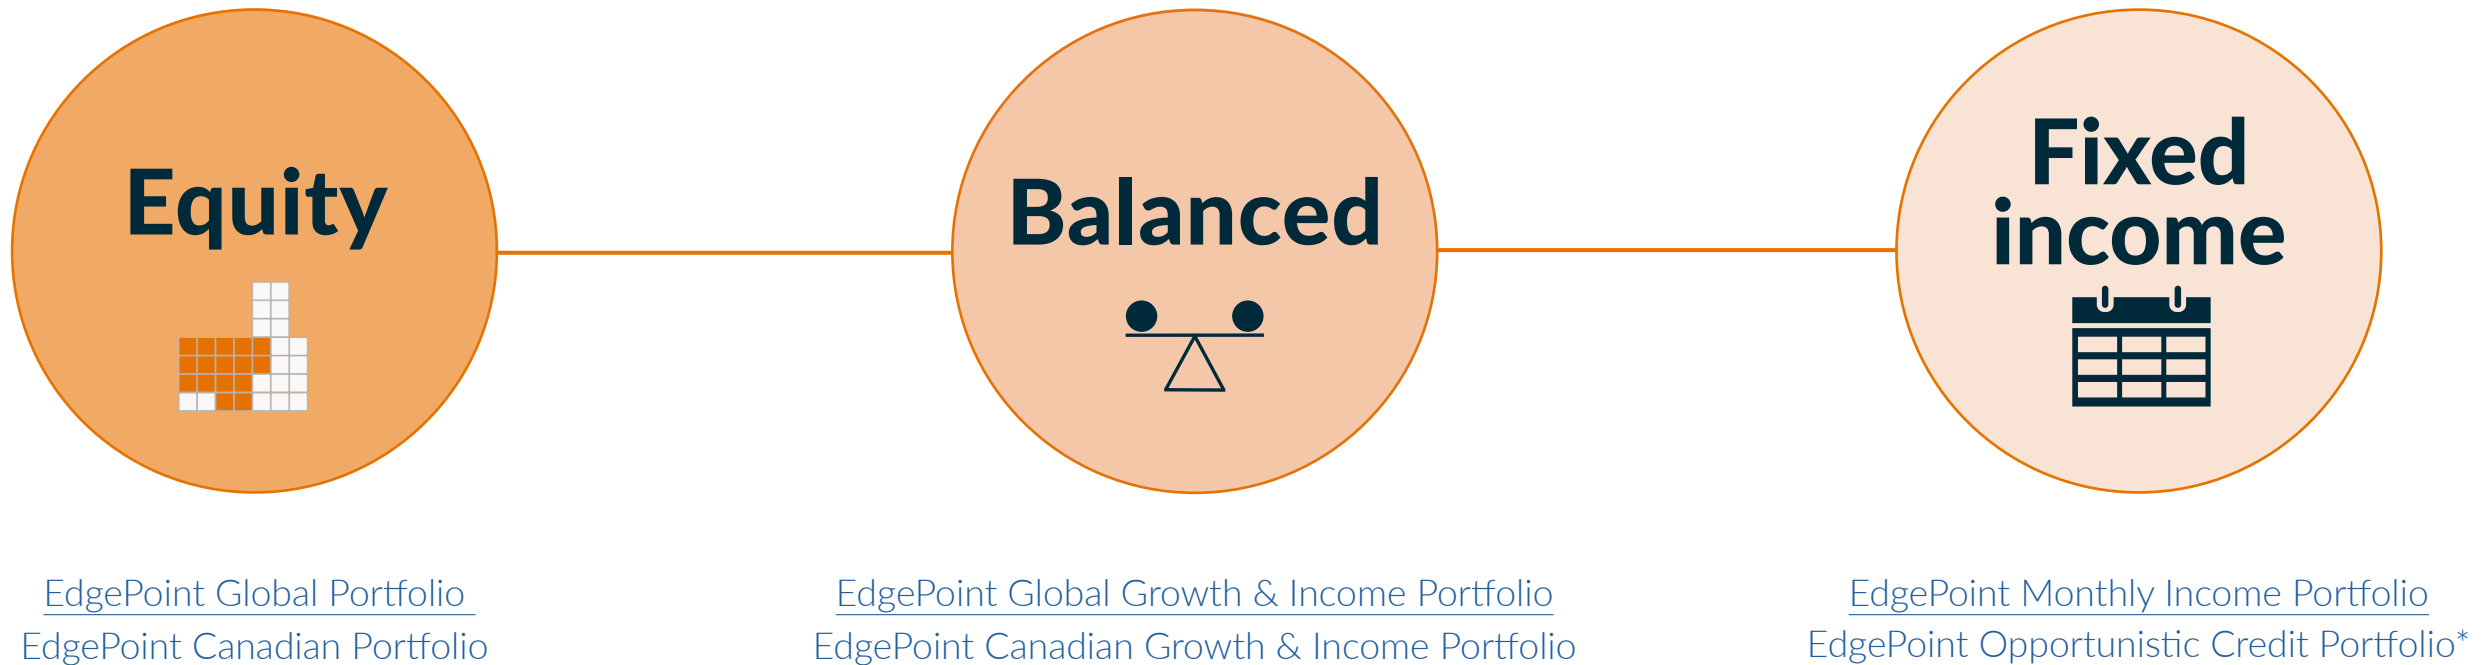 Equity
EdgePoint Global Portfolio
EdgePoint Canadian Portfolio
Balanced
EdgePoint Global Growth & Income Portfolio
EdgePoint Canadian Growth & Income Portfolio
Fixed
income
EdgePoint Monthly Income Portfolio
EdgePoint Opportunistic Credit Portfolio*